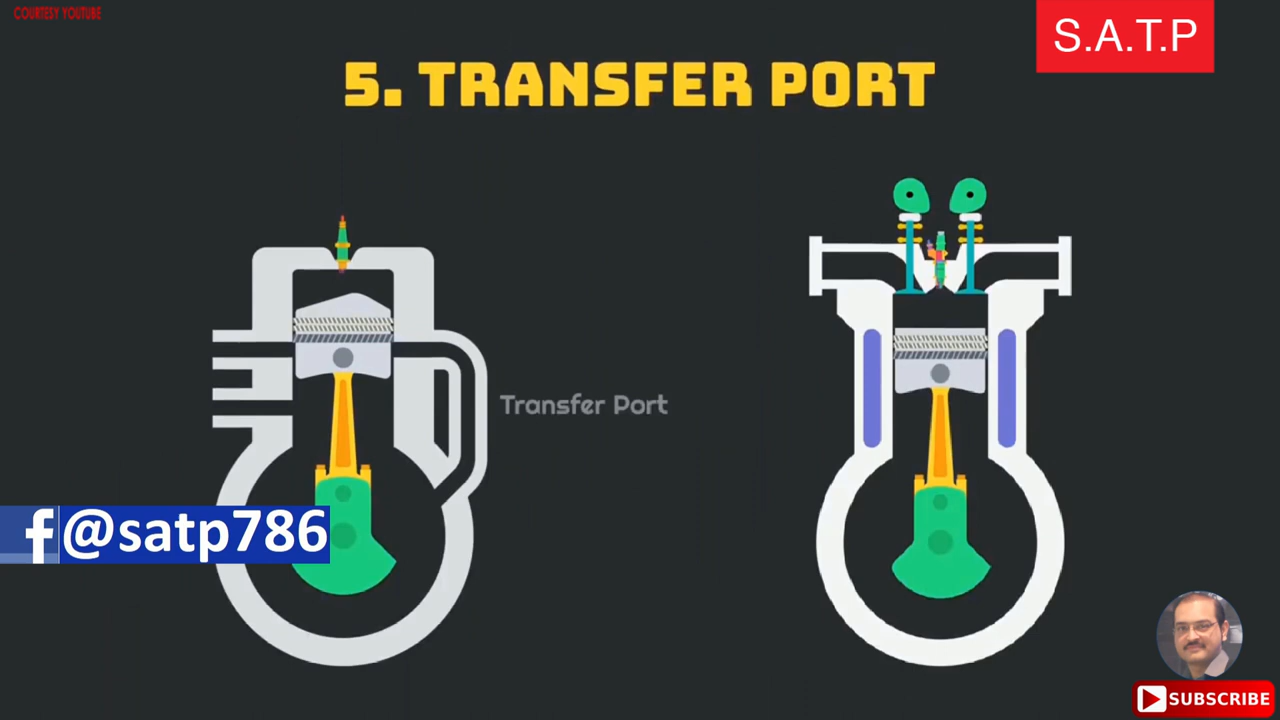 COURTESY YOUTUBE
S.A.T.P
5. TRANSFER PORT
Transfer Port
f@satp786
SUBSCRIBE